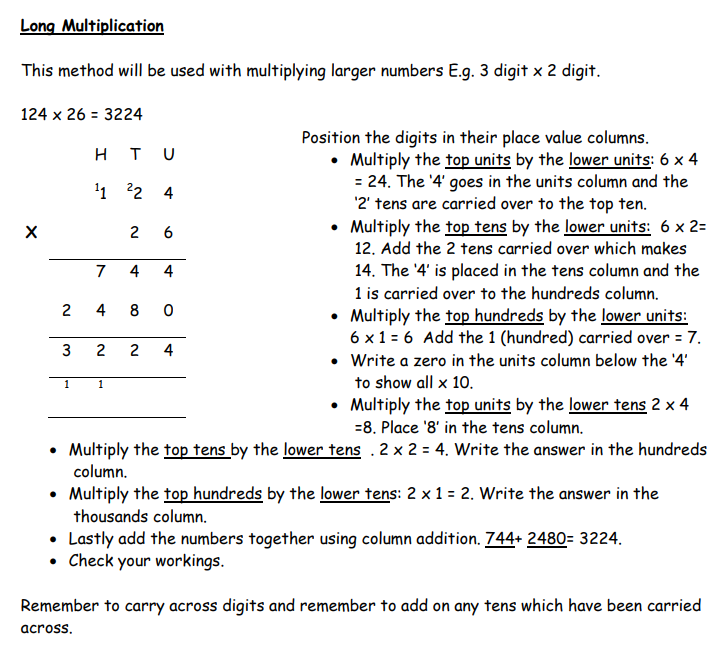 Long Multiplication
This method will be used with multiplying larger numbers E.g. 3 digit x 2 digit.
124 x 26 = 3224
H T U
¹1 ²2 4
X 2 6
7 4 4
2 4 8 0
3 2 2 4
1 1
Position the digits in their place value columns.
• Multiply the top units by the lower units: 6 x 4
= 24. The '4' goes in the units column and the
'2' tens are carried over to the top ten.
• Multiply the top tens by the lower units: 6 x 2=
12. Add the 2 tens carried over which makes
14. The '4' is placed in the tens column and the
1 is carried over to the hundreds column.
• Multiply the top hundreds by the lower units:
6 x 1 = 6 Add the 1 (hundred) carried over = 7.
• Write a zero in the units column below the '4'
to show all x 10.
• Multiply the top units by the lower tens 2 x 4
=8. Place '8' in the tens column.
• Multiply the top tens by the lower tens . 2 x 2 = 4. Write the answer in the hundreds
column.
• Multiply the top hundreds by the lower tens: 2 x 1 = 2. Write the answer in the
thousands column.
• Lastly add the numbers together using column addition. 744+ 2480= 3224.
• Check your workings.
Remember to carry across digits and remember to add on any tens which have been carried
across.